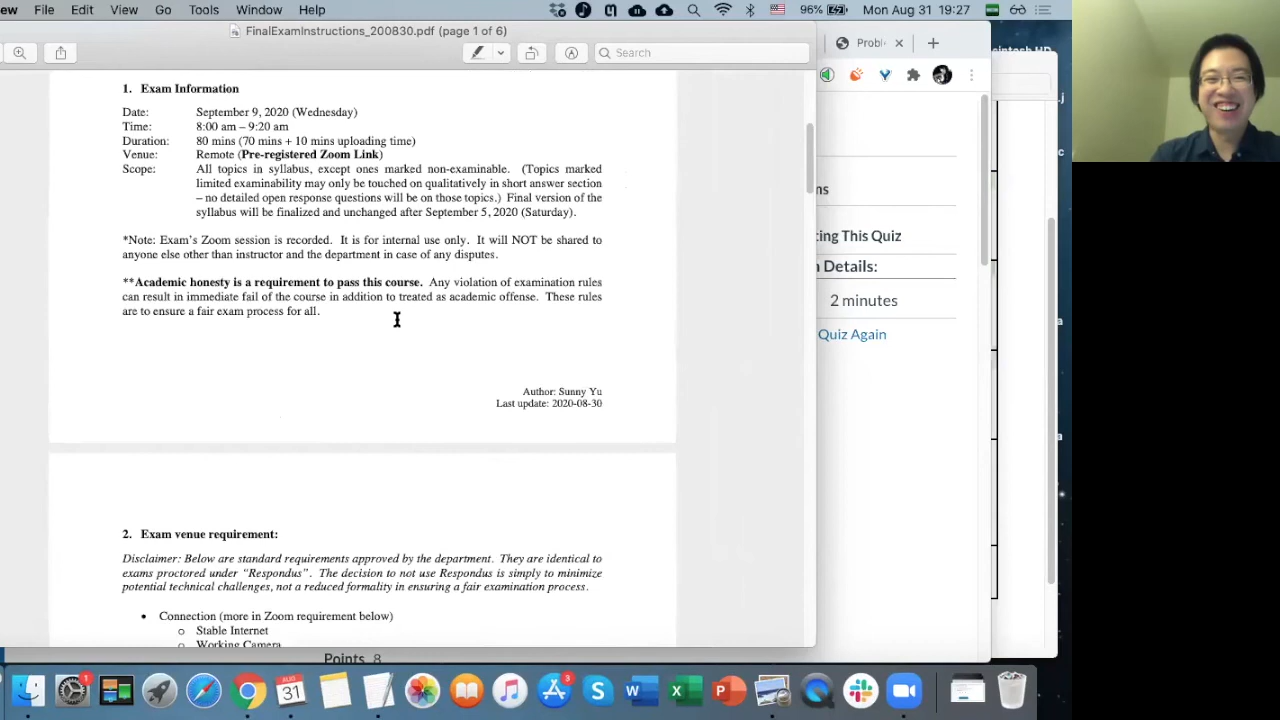 ew File Edit View Go Tools Window Help 96% Mon Aug 31 19:27
FinalExamInstructions_200830.pdf (page 1 of 6)
Search
Probl
1. Exam Information
Date: September 9, 2020 (Wednesday)
Time: 8:00 am – 9:20 am
Duration: 80 mins (70 mins + 10 mins uploading time)
Venue: Remote (Pre-registered Zoom Link)
Scope: All topics in syllabus, except ones marked non-examinable. (Topics marked
limited examinability may only be touched on qualitatively in short answer section
– no detailed open response questions will be on those topics.) Final version of the
syllabus will be finalized and unchanged after September 5, 2020 (Saturday).
*Note: Exam's Zoom session is recorded. It is for internal use only. It will NOT be shared to
anyone else other than instructor and the department in case of any disputes.
**Academic honesty is a requirement to pass this course. Any violation of examination rules
can result in immediate fail of the course in addition to treated as academic offense. These rules
are to ensure a fair exam process for all.
Author: Sunny Yu
Last update: 2020-08-30
2. Exam venue requirement:
Disclaimer: Below are standard requirements approved by the department. They are identical to
exams proctored under "Respondus". The decision to not use Respondus is simply to minimize
potential technical challenges, not a reduced formality in ensuring a fair examination process.
• Connection (more in Zoom requirement below)
o Stable Internet
o Working Camera
ns
ting This Quiz
n Details:
2 minutes
Quiz Again
Points 8
intosh HD
.j
c
a
a
1
AUG
31
3